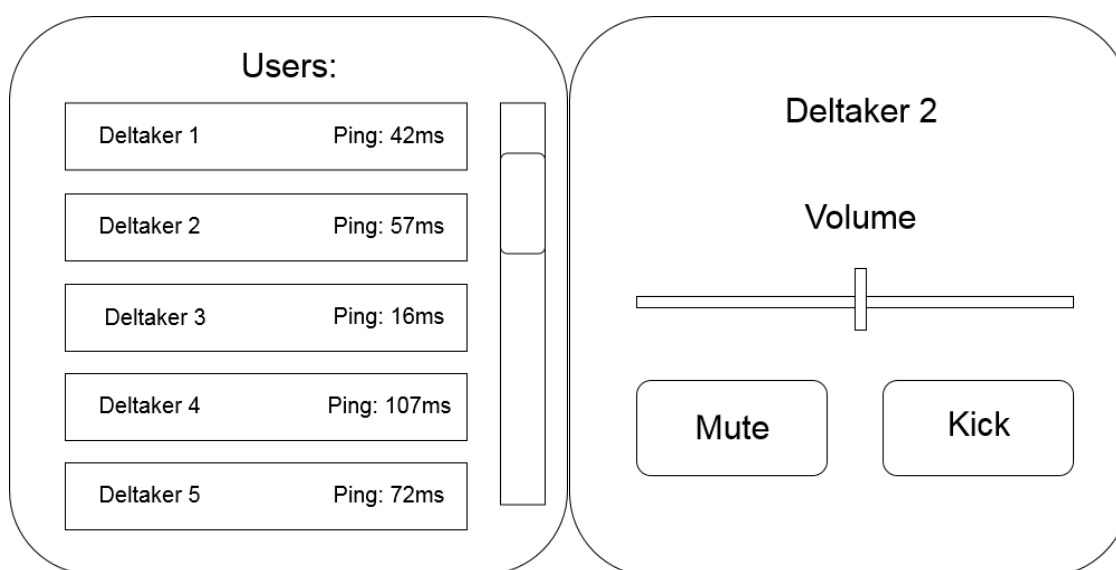 Users:
Deltaker 1 Ping: 42ms
Deltaker 2 Ping: 57ms
Deltaker 3 Ping: 16ms
Deltaker 4 Ping: 107ms
Deltaker 5 Ping: 72ms
Deltaker 2
Volume
Mute Kick